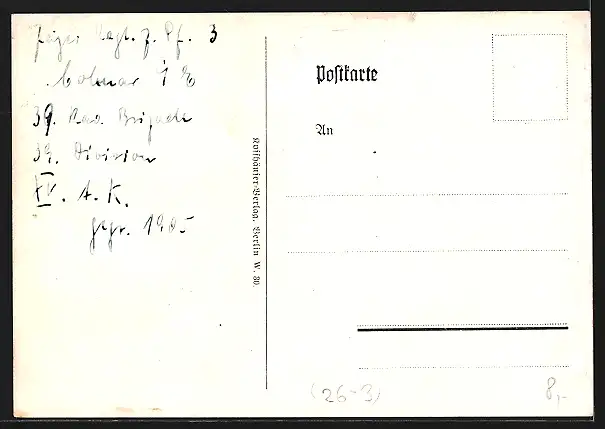 Jäger Regt. z. Pf. 3
Colmar i E
39. Kav. Brigade
39. Division
XV. A. K.
gegr. 1905
Kyffhäuser-Verlag, Berlin W. 30.
Postkarte
An
(26-3)
8,-